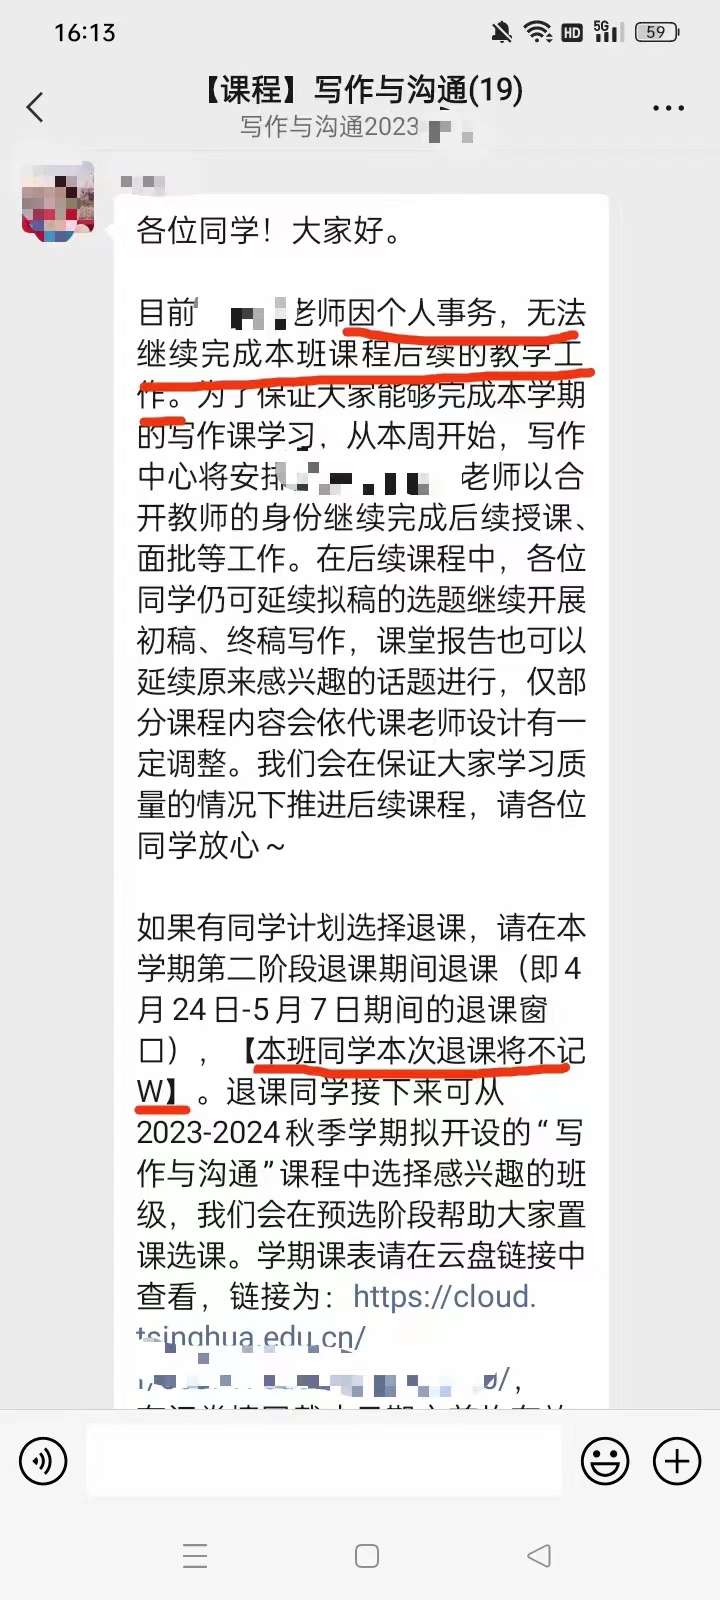 16:13
HD
5G
59
【课程】写作与沟通(19)
写作与沟通2023
各位同学！大家好。
目前 老师因个人事务，无法
继续完成本班课程后续的教学工
作。为了保证大家能够完成本学期
的写作课学习，从本周开始，写作
中心将安排 老师以合
开教师的身份继续完成后续授课、
面批等工作。在后续课程中，各位
同学仍可延续拟稿的选题继续开展
初稿、终稿写作，课堂报告也可以
延续原来感兴趣的话题进行，仅部
分课程内容会依代课老师设计有一
定调整。我们会在保证大家学习质
量的情况下推进后续课程，请各位
同学放心～
如果有同学计划选择退课，请在本
学期第二阶段退课期间退课（即4
月24日-5月7日期间的退课窗
口），【本班同学本次退课将不记
W】。退课同学接下来可从
2023-2024秋季学期拟开设的“写
作与沟通”课程中选择感兴趣的班
级，我们会在预选阶段帮助大家置
课选课。学期课表请在云盘链接中
查看，链接为：https://cloud.
tsinghua.edu.cn/
/，